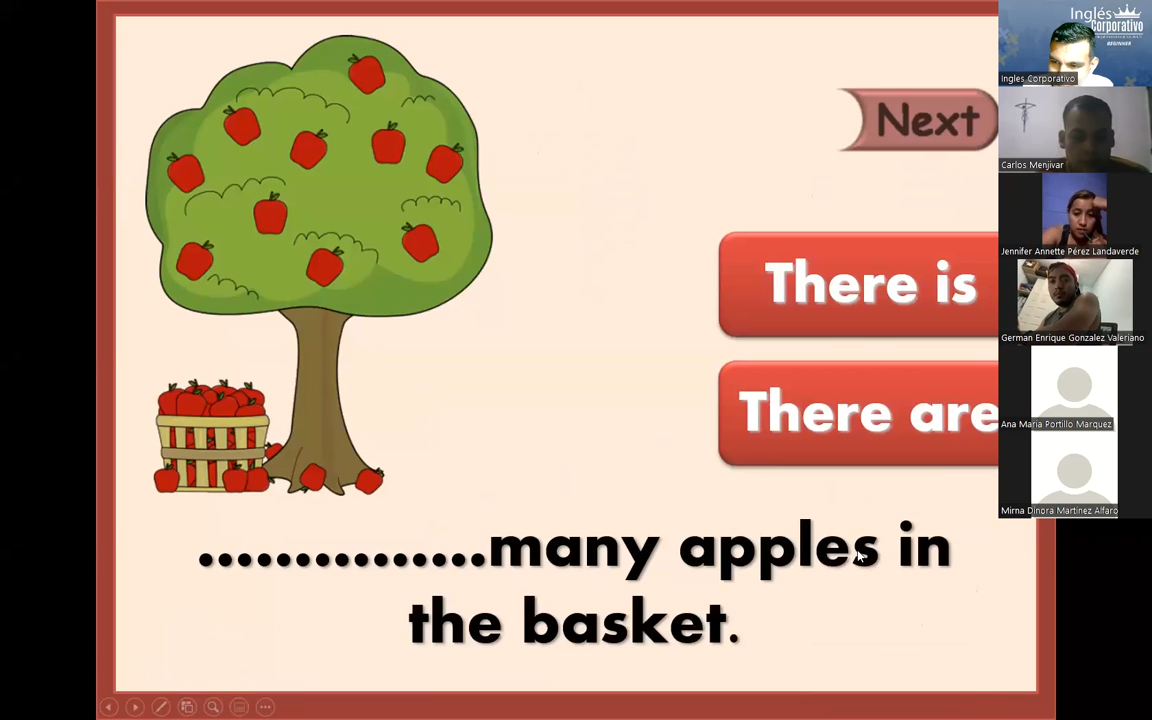 Next
There is
There are
...............many apples in
the basket.
Inglés
Corporativo
BEGINNER
Ingles Corporativo
Carlos Menjivar
Jennifer Annette Pérez Landaverde
German Enrique Gonzalez Valeriano
Ana Maria Portillo Marquez
Mirna Dinora Martinez Alfaro